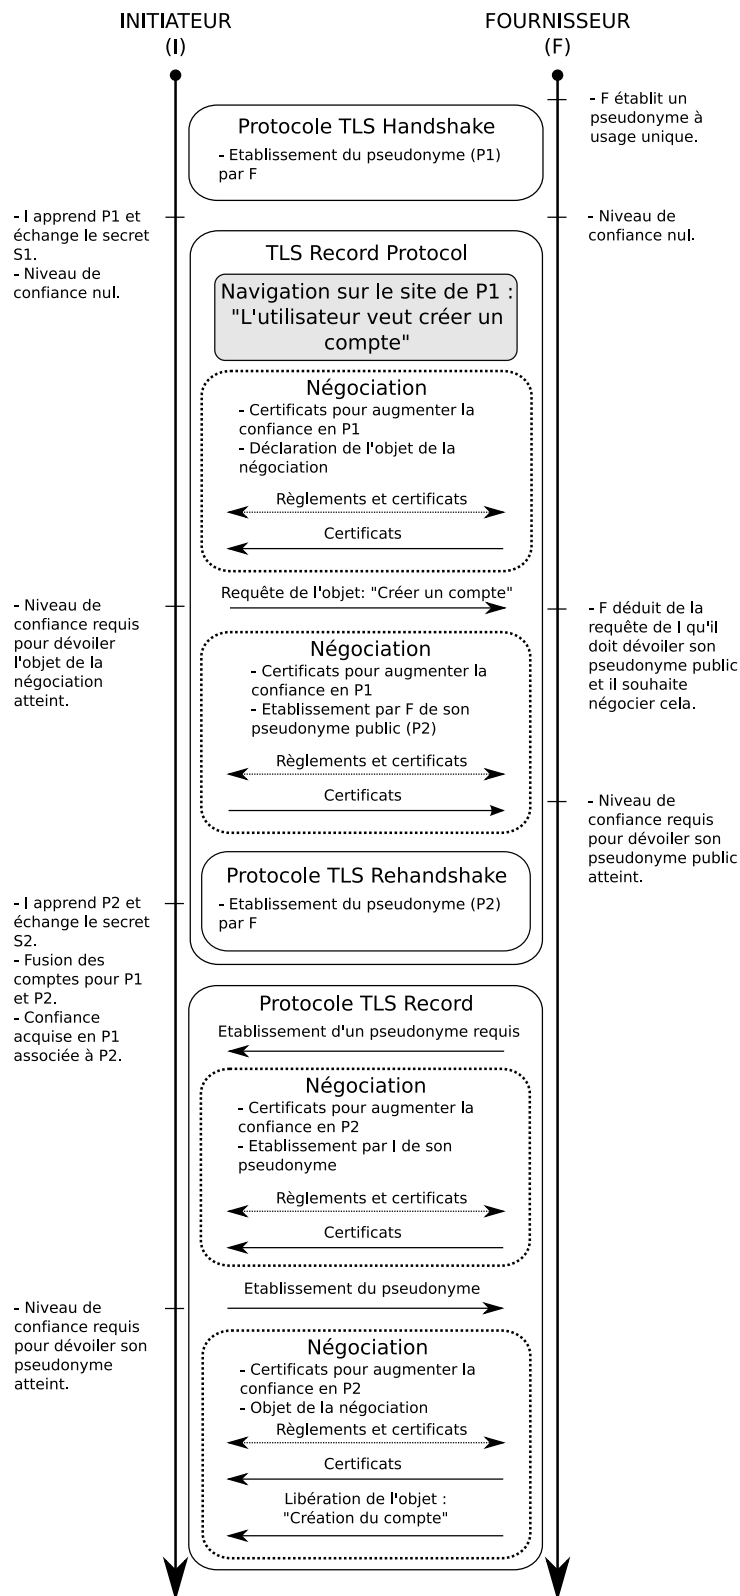 INITIATEUR
(I)
FOURNISSEUR
(F)
- F établit un
pseudonyme à
usage unique.
Protocole TLS Handshake
- Etablissement du pseudonyme (P1)
par F
- I apprend P1 et
échange le secret
S1.
- Niveau de
confiance nul.
- Niveau de
confiance nul.
TLS Record Protocol
Navigation sur le site de P1 :
"L'utilisateur veut créer un
compte"
Négociation
- Certificats pour augmenter la
confiance en P1
- Déclaration de l'objet de la
négociation
Règlements et certificats
Certificats
Requête de l'objet: "Créer un compte"
- Niveau de
confiance requis
pour dévoiler
l'objet de la
négociation
atteint.
- F déduit de la
requête de I qu'il
doit dévoiler son
pseudonyme public
et il souhaite
négocier cela.
Négociation
- Certificats pour augmenter la
confiance en P1
- Etablissement par F de son
pseudonyme public (P2)
Règlements et certificats
Certificats
- Niveau de
confiance requis
pour dévoiler son
pseudonyme public
atteint.
Protocole TLS Rehandshake
- Etablissement du pseudonyme (P2)
par F
- I apprend P2 et
échange le secret
S2.
- Fusion des
comptes pour P1
et P2.
- Confiance
acquise en P1
associée à P2.
Protocole TLS Record
Etablissement d'un pseudonyme requis
Négociation
- Certificats pour augmenter la
confiance en P2
- Etablissement par I de son
pseudonyme
Règlements et certificats
Certificats
Etablissement du pseudonyme
- Niveau de
confiance requis
pour dévoiler son
pseudonyme
atteint.
Négociation
- Certificats pour augmenter la
confiance en P2
- Objet de la négociation
Règlements et certificats
Certificats
Libération de l'objet :
"Création du compte"